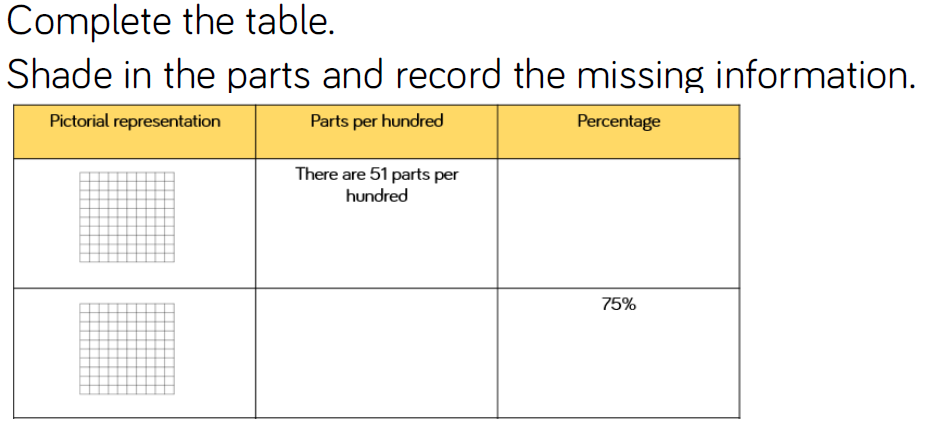 Complete the table.
Shade in the parts and record the missing information.
Pictorial representation
Parts per hundred
Percentage
There are 51 parts per
hundred
75%